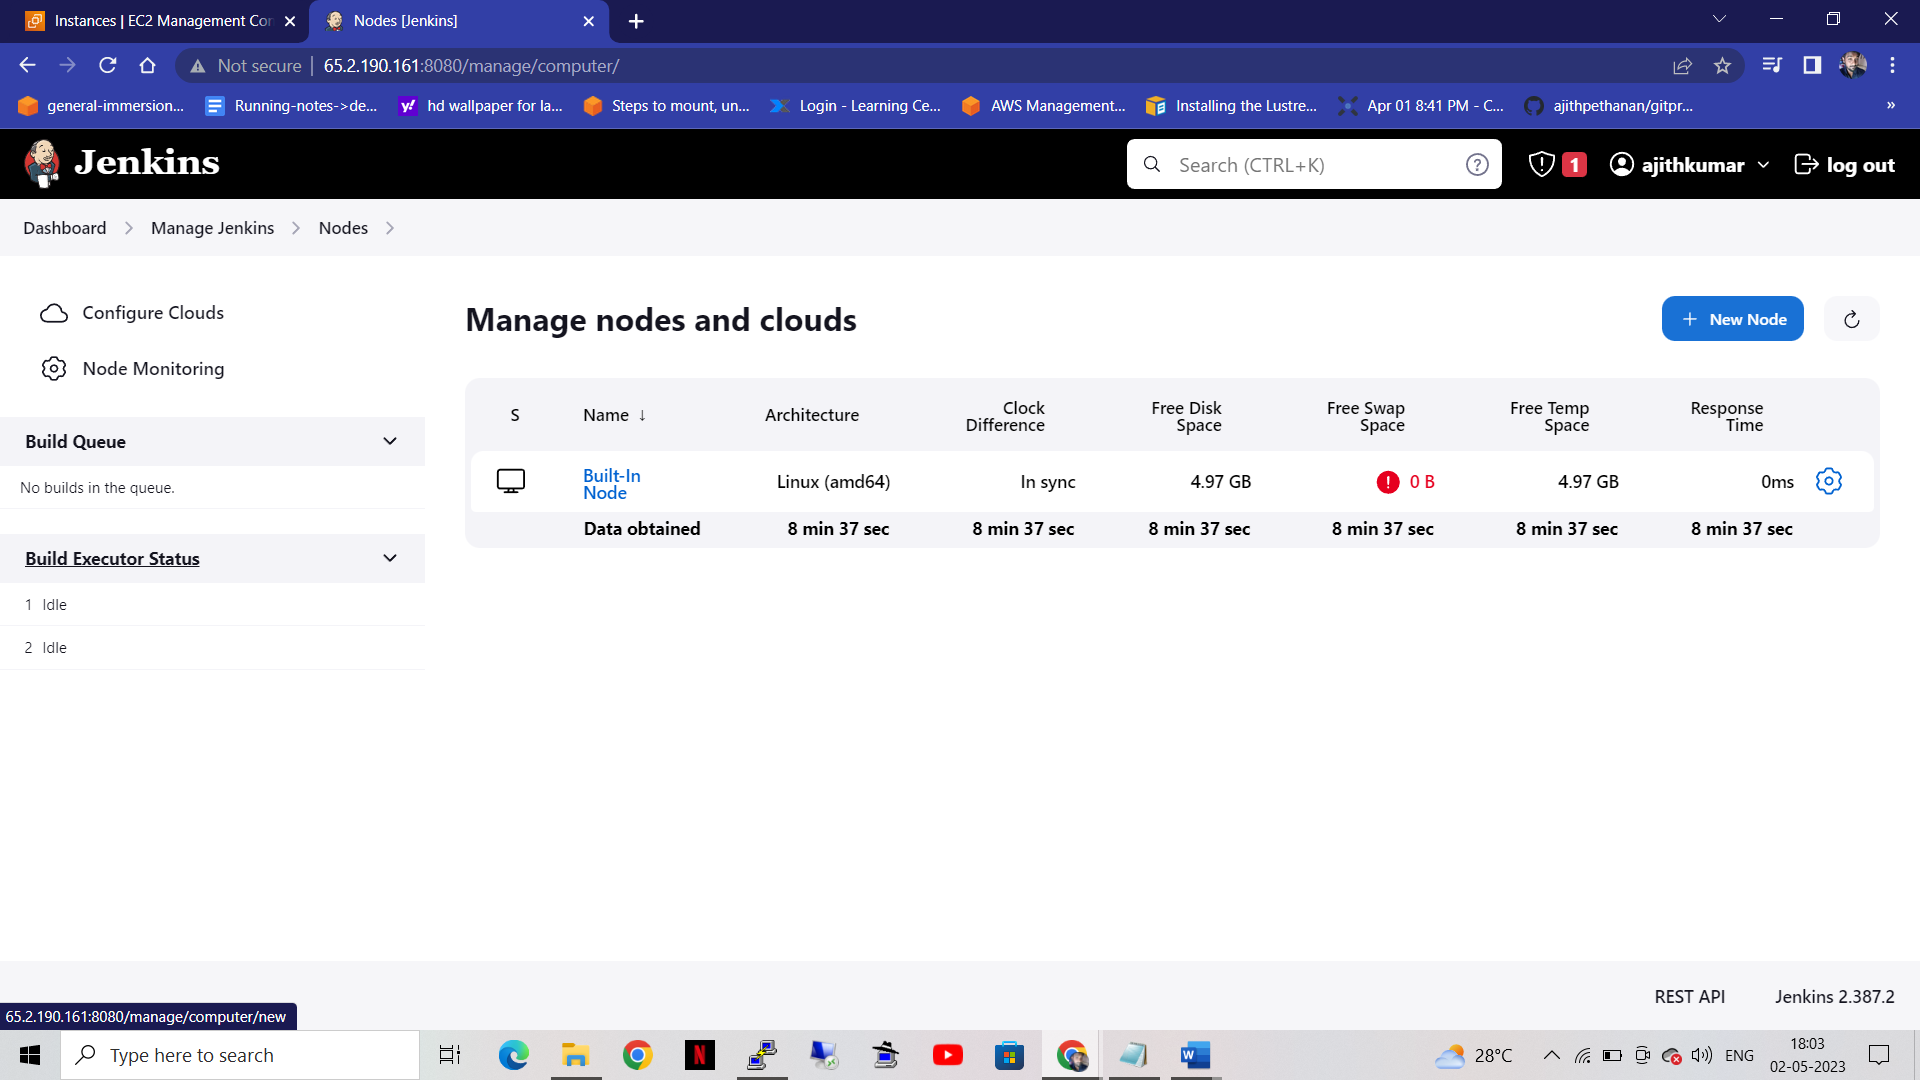 Instances | EC2 Management Con
Nodes [Jenkins]
Not secure | 65.2.190.161:8080/manage/computer/
general-immersion...
Running-notes->de...
hd wallpaper for la...
Steps to mount, un...
Login - Learning Ce...
AWS Management...
Installing the Lustre...
Apr 01 8:41 PM - C...
ajithpethanan/gitpr...
»
Jenkins
Search (CTRL+K)
1
ajithkumar
log out
Dashboard
Manage Jenkins
Nodes
Configure Clouds
Node Monitoring
Build Queue
No builds in the queue.
Build Executor Status
1 Idle
2 Idle
Manage nodes and clouds
+ New Node
S
Name ↓
Architecture
Clock
Difference
Free Disk
Space
Free Swap
Space
Free Temp
Space
Response
Time
Built-In
Node
Linux (amd64)
In sync
4.97 GB
0 B
4.97 GB
0ms
Data obtained
8 min 37 sec
8 min 37 sec
8 min 37 sec
8 min 37 sec
8 min 37 sec
8 min 37 sec
REST API
Jenkins 2.387.2
65.2.190.161:8080/manage/computer/new
Type here to search
28°C
ENG
18:03
02-05-2023